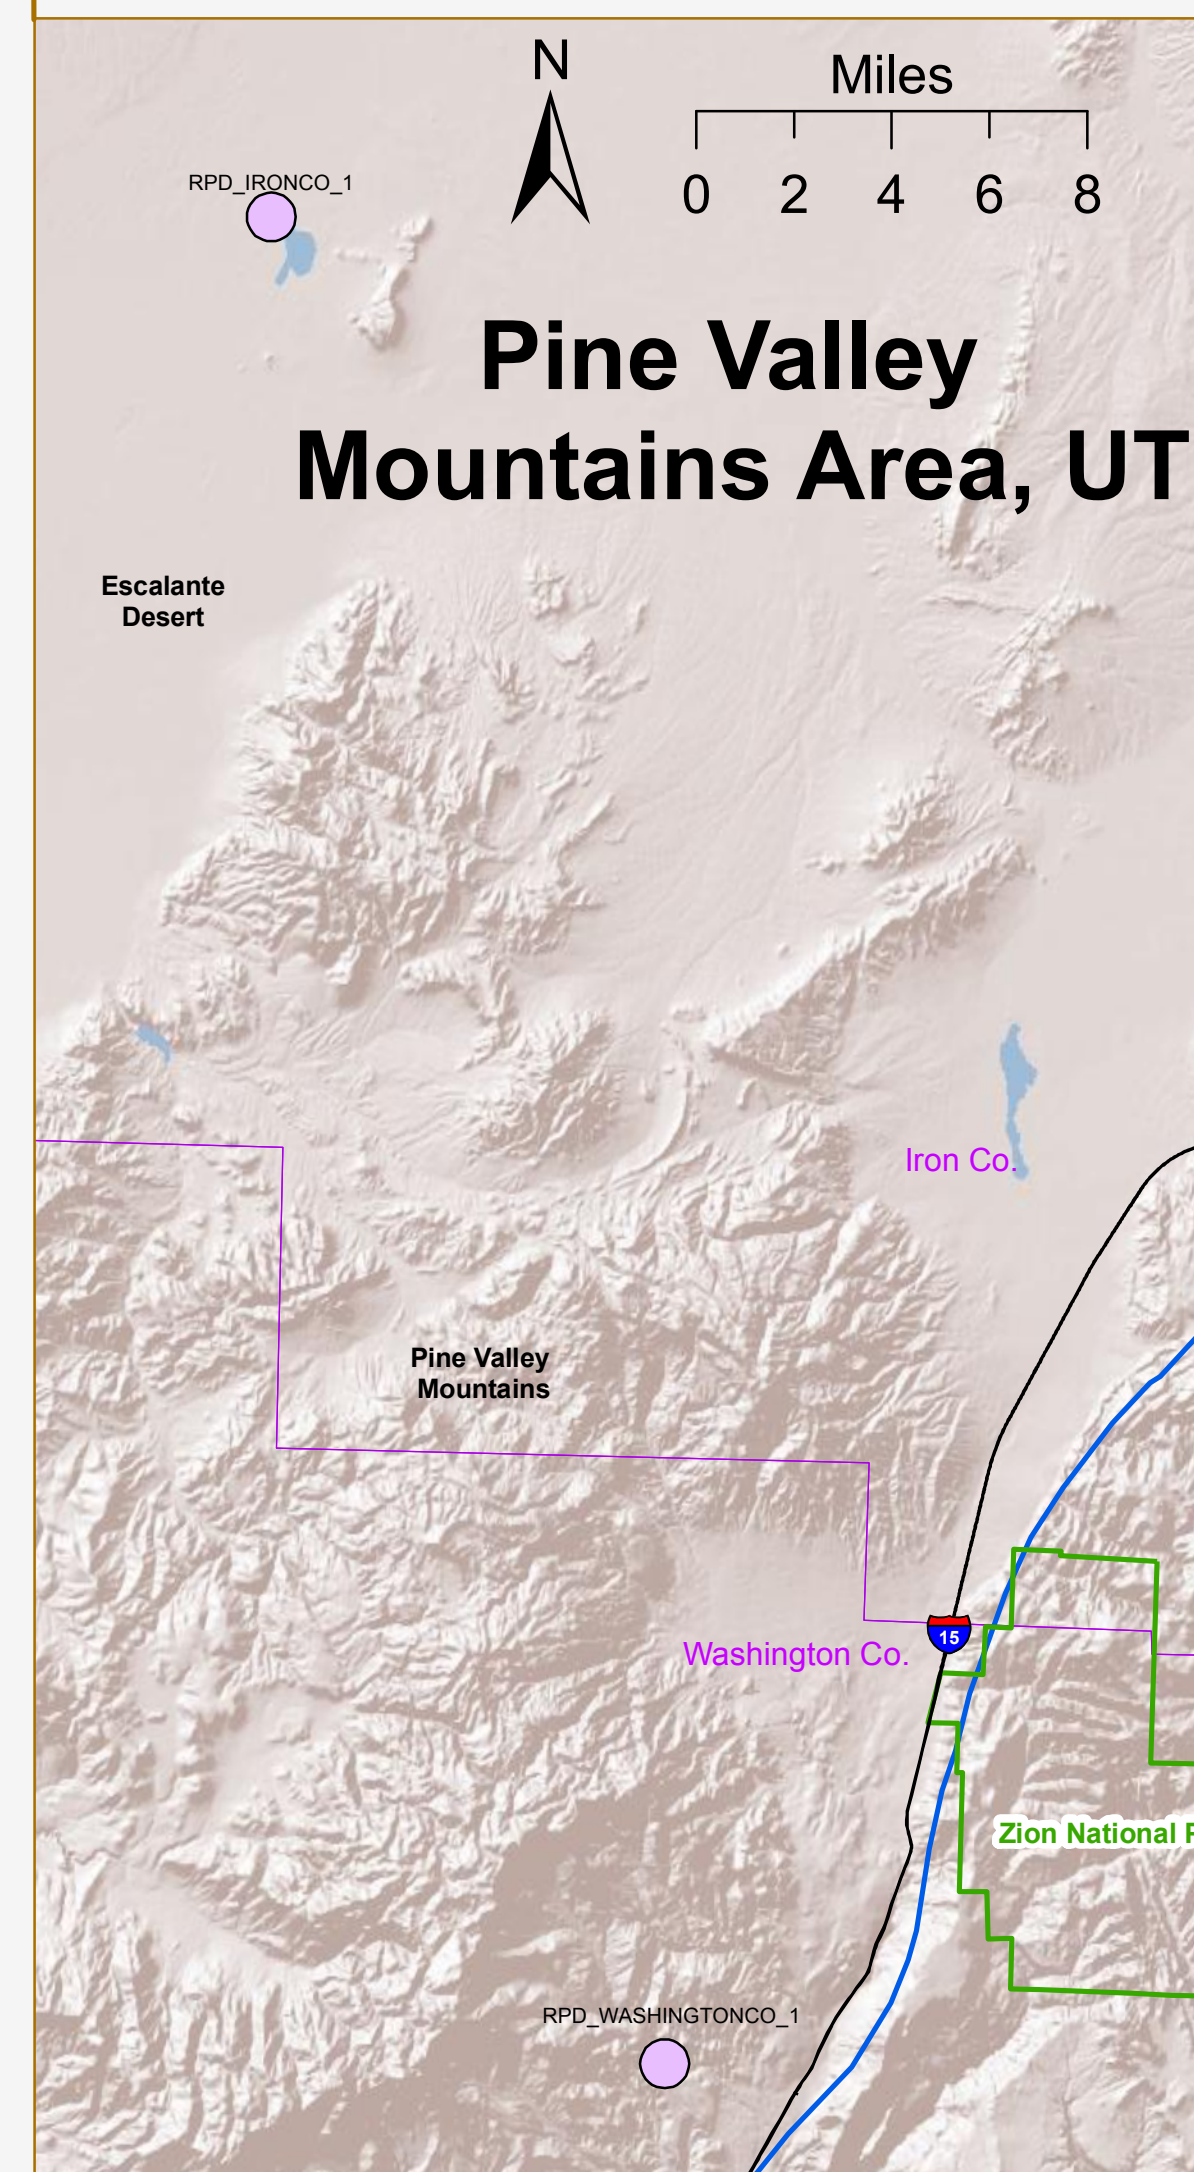 N
Miles
0 2 4 6 8
RPD_IRONCO_1
Pine Valley
Mountains Area, UT
Escalante
Desert
Iron Co.
Pine Valley
Mountains
15
Washington Co.
Zion National
RPD_WASHINGTONCO_1